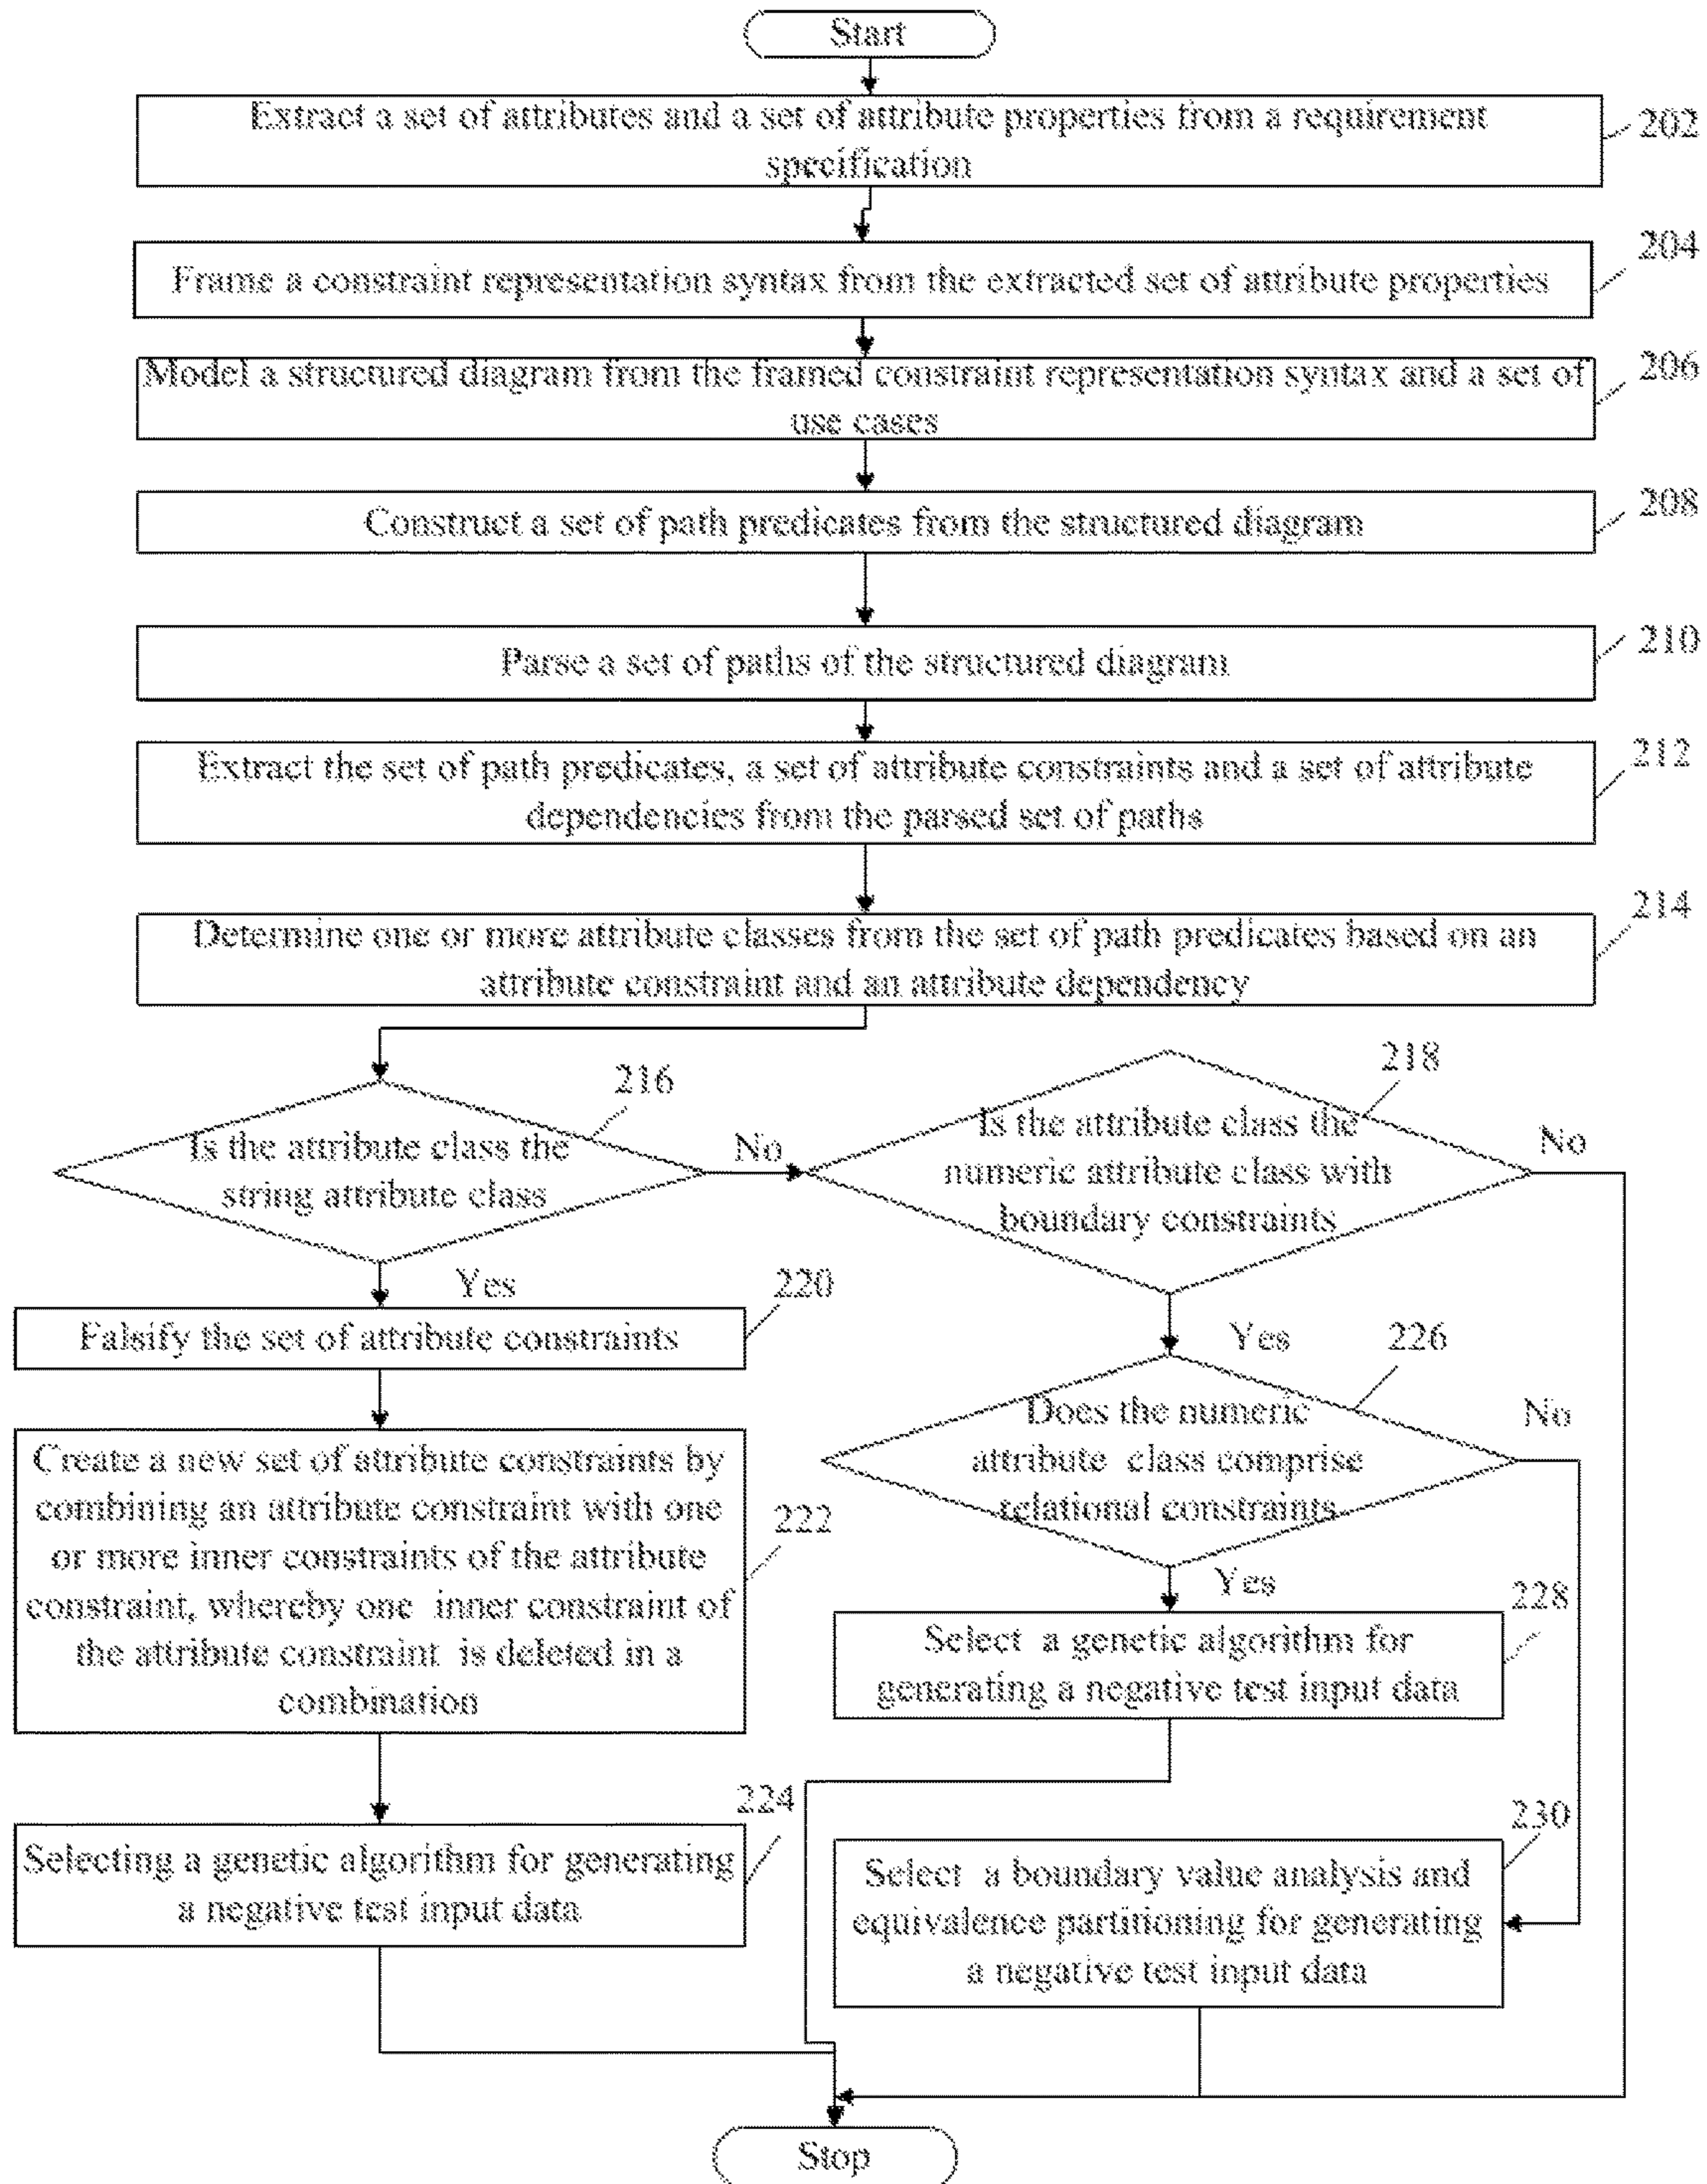 Start
Extract a set of attributes and a set of attribute properties from a requirement
specification
202
204
Frame a constraint representation syntax from the extracted set of attribute properties
206
Model a structured diagram from the framed constraint representation syntax and a set of
use cases
208
Construct a set of path predicates from the structured diagram
210
Parse a set of paths of the structured diagram
212
Extract the set of path predicates, a set of attribute constraints and a set of attribute
dependencies from the parsed set of paths
214
Determine one or more attribute classes from the set of path predicates based on an
attribute constraint and an attribute dependency
216
Is the attribute class the
string attribute class
No
218
Is the attribute class the
numeric attribute class with
boundary constraints
No
Yes
220
Falsify the set of attribute constraints
Yes
226
Does the numeric
attribute class comprise
relational constraints
No
Create a new set of attribute constraints by
combining an attribute constraint with one
or more inner constraints of the attribute
constraint, whereby one inner constraint of
the attribute constraint is deleted in a
combination
222
Yes
228
Select a genetic algorithm for
generating a negative test input data
224
Selecting a genetic algorithm for generating
a negative test input data
230
Select a boundary value analysis and
equivalence partitioning for generating
a negative test input data
Stop